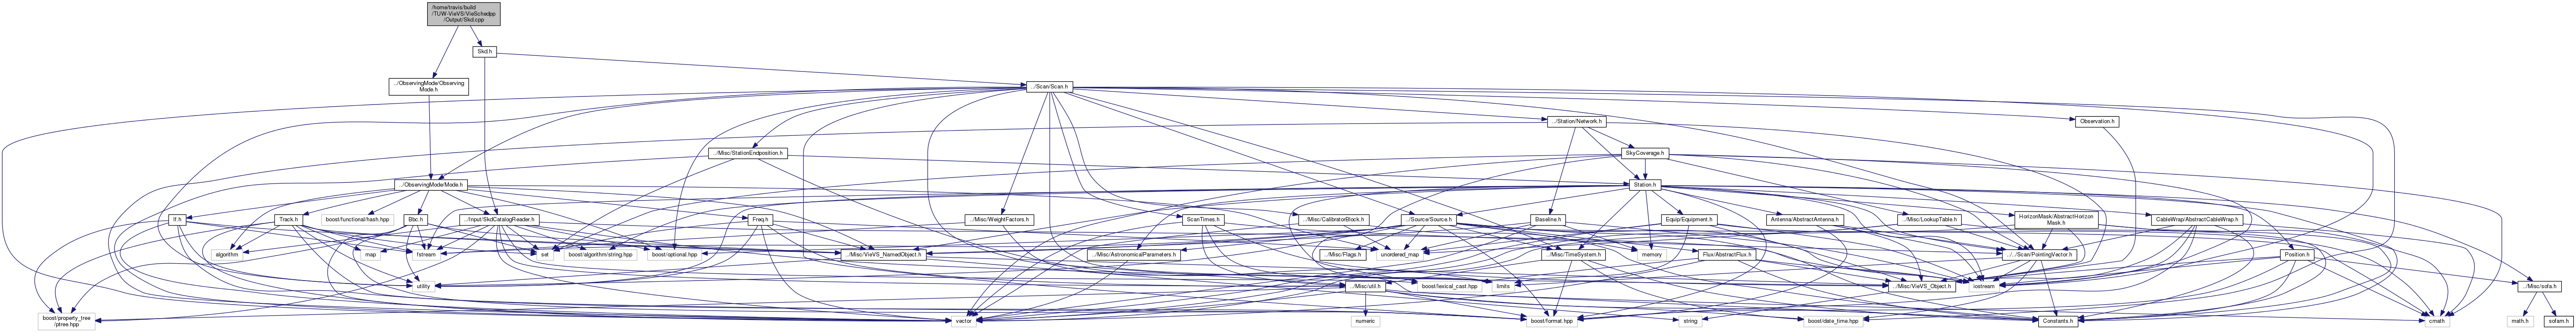 /home/travis/build
/TUW-VieVS/VieSchedpp
/Output/Skd.cpp
Skd.h
../ObservingMode/Observing
Mode.h
../Scan/Scan.h
../Station/Network.h
Observation.h
../Misc/StationEndposition.h
SkyCoverage.h
../ObservingMode/Mode.h
Station.h
If.h
Track.h
boost/functional/hash.hpp
Bbc.h
../Input/SkdCatalogReader.h
Freq.h
../Misc/WeightFactors.h
ScanTimes.h
../Misc/CalibratorBlock.h
../Source/Source.h
Baseline.h
Equip/Equipment.h
Antenna/AbstractAntenna.h
../Misc/LookupTable.h
HorizonMask/AbstractHorizon
Mask.h
CableWrap/AbstractCableWrap.h
algorithm
map
fstream
set
boost/algorithm/string.hpp
boost/optional.hpp
../Misc/VieVS_NamedObject.h
../Misc/AstronomicalParameters.h
../Misc/Flags.h
unordered_map
../Misc/TimeSystem.h
memory
Flux/AbstractFlux.h
../../Scan/PointingVector.h
Position.h
utility
../Misc/util.h
boost/lexical_cast.hpp
limits
../Misc/VieVS_Object.h
iostream
../Misc/sofa.h
boost/property_tree
/ptree.hpp
vector
numeric
boost/format.hpp
string
boost/date_time.hpp
Constants.h
cmath
math.h
sofam.h